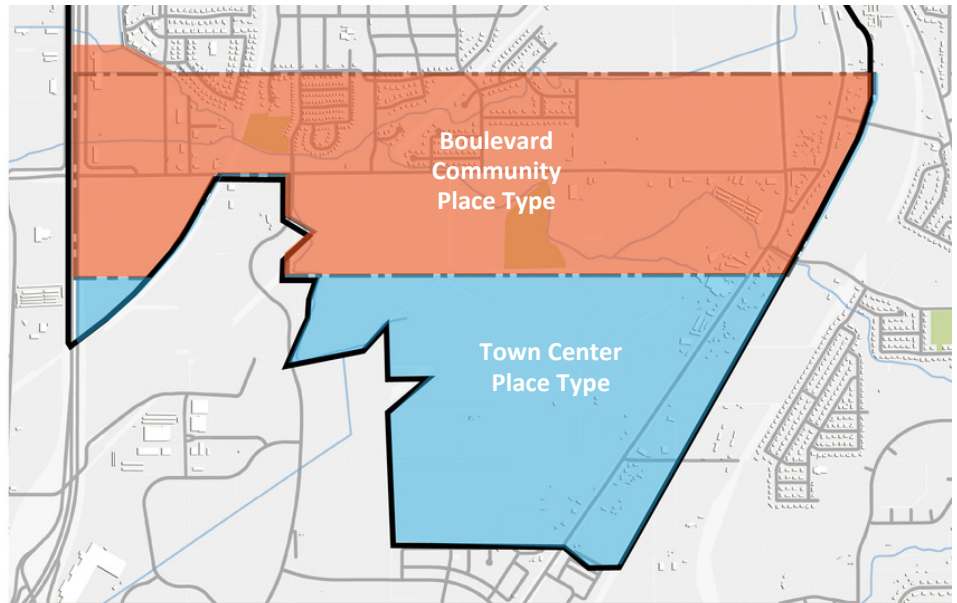 Boulevard
Community
Place Type
Town Center
Place Type